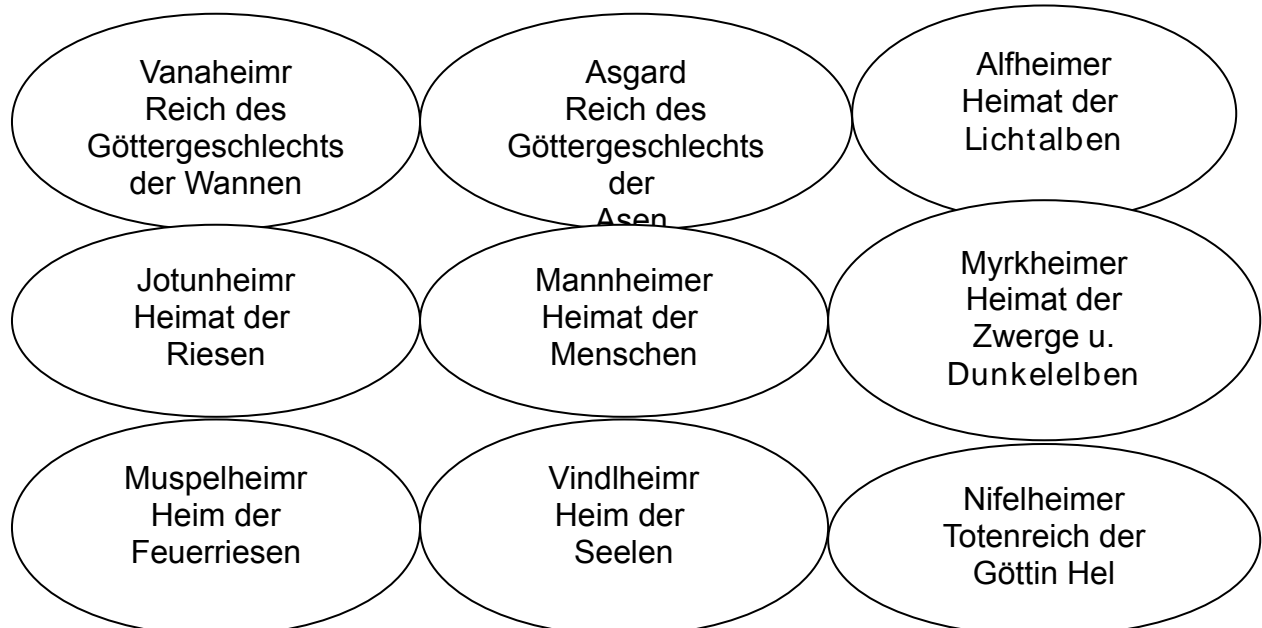 Vanaheimr
Reich des
Göttergeschlechts
der Wannen
Asgard
Reich des
Göttergeschlechts
der
Asen
Alfheimer
Heimat der
Lichtalben
Jotunheimr
Heimat der
Riesen
Mannheimer
Heimat der
Menschen
Myrkheimer
Heimat der
Zwerge u.
Dunkelelben
Muspelheimr
Heim der
Feuerriesen
Vindlheimr
Heim der
Seelen
Nifelheimer
Totenreich der
Göttin Hel